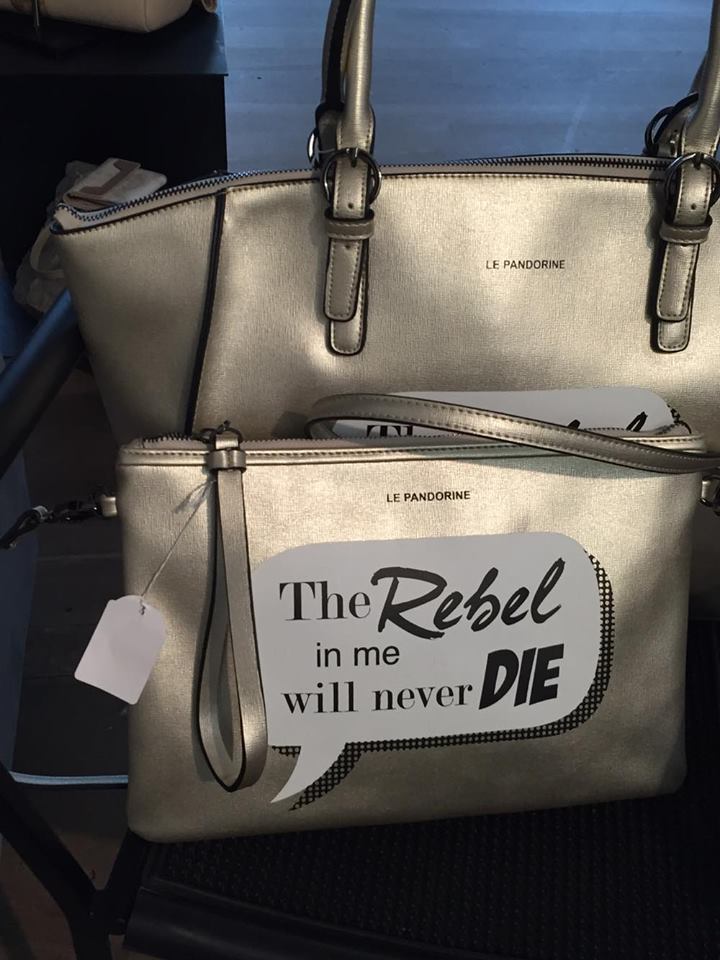 LE PANDORINE
LE PANDORINE
The Rebel
in me
will never DIE